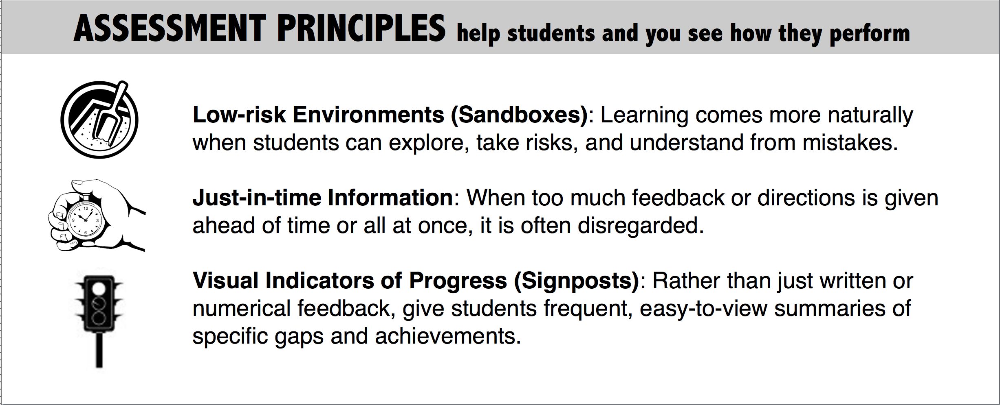 ASSESSMENT PRINCIPLES help students and you see how they perform
Low-risk Environments (Sandboxes): Learning comes more naturally
when students can explore, take risks, and understand from mistakes.
12
9 3
6
Just-in-time Information: When too much feedback or directions is given
ahead of time or all at once, it is often disregarded.
Visual Indicators of Progress (Signposts): Rather than just written or
numerical feedback, give students frequent, easy-to-view summaries of
specific gaps and achievements.